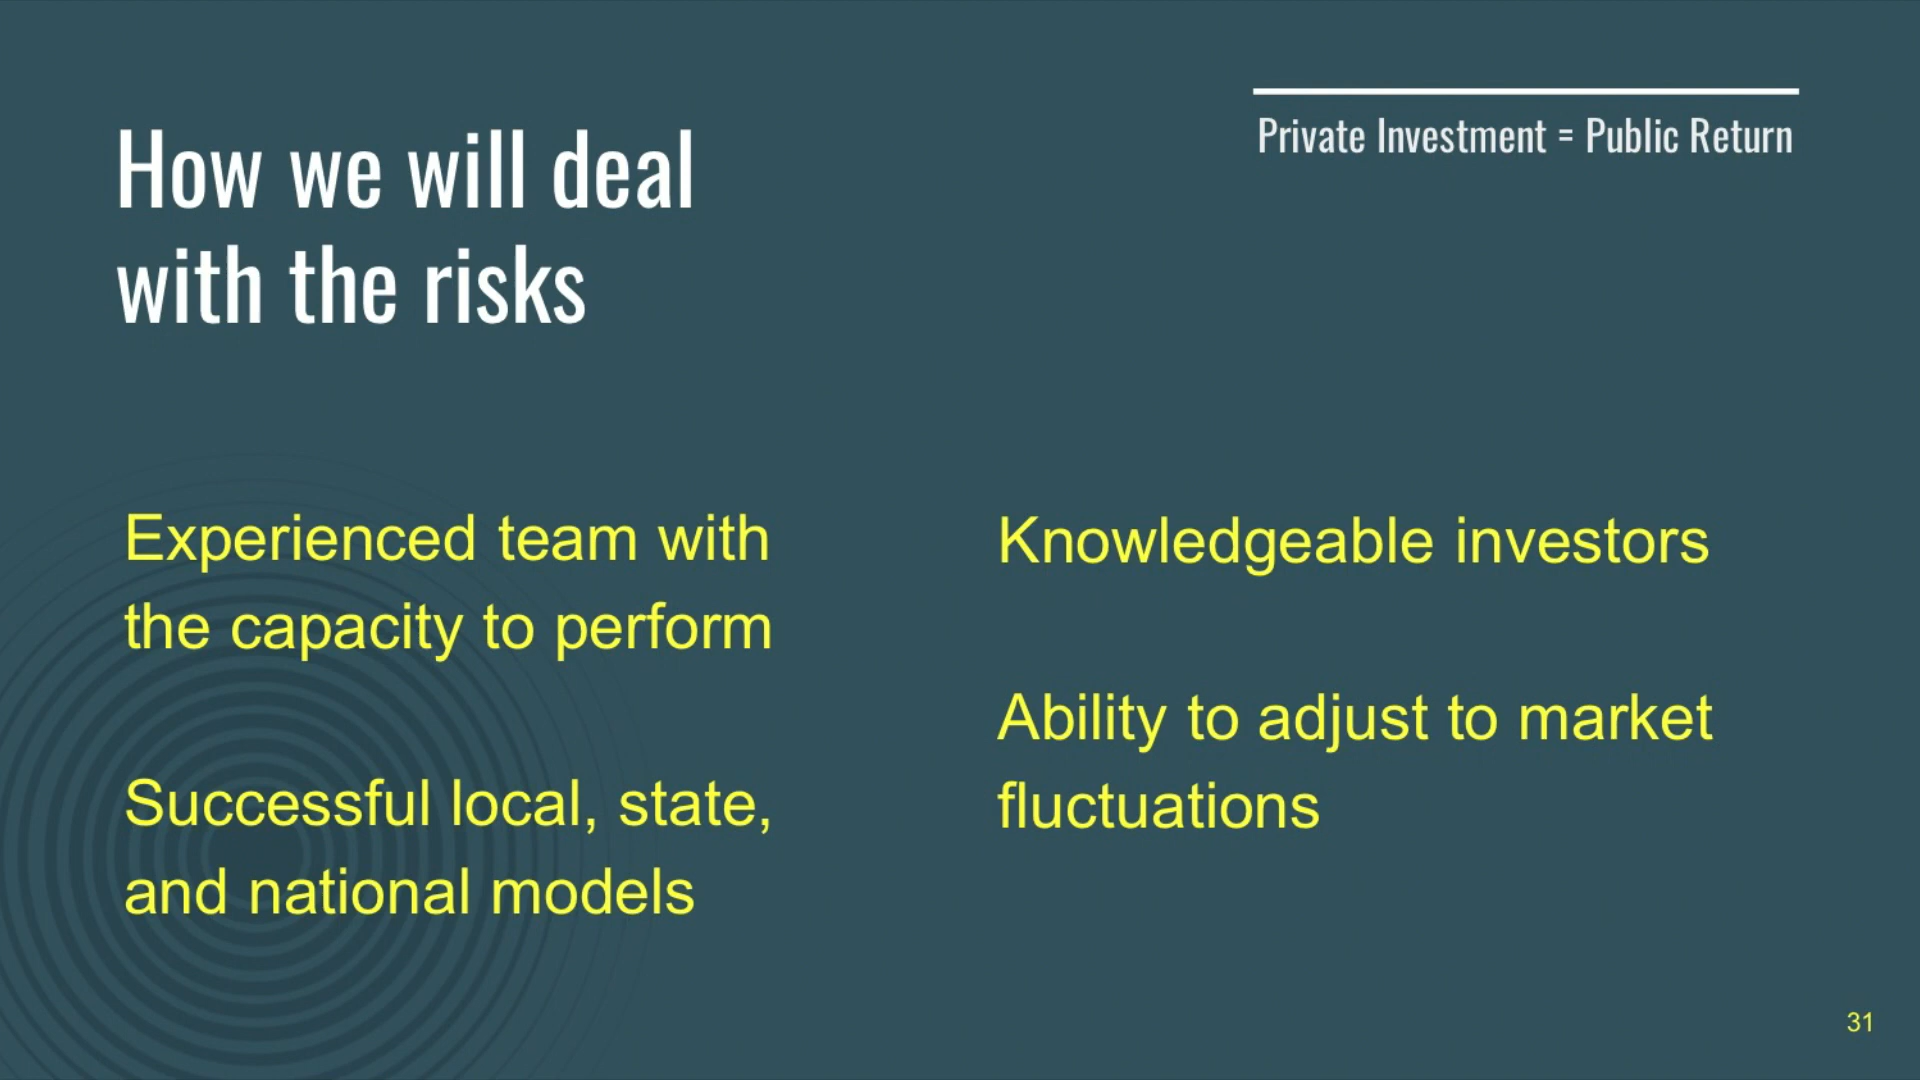 Private Investment = Public Return
How we will deal
with the risks
Experienced team with
the capacity to perform
Successful local, state,
and national models
Knowledgeable investors
Ability to adjust to market
fluctuations
31